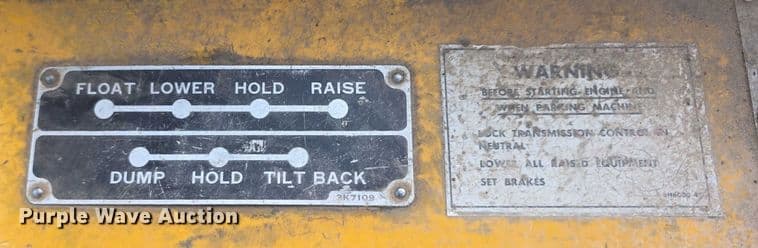 FLOAT LOWER HOLD RAISE
DUMP HOLD TILT BACK
2K7109
WARNING
BEFORE STARTING ENGINE AND
WHEN PARKING MACHINE
LOCK TRANSMISSION CONTROL IN
NEUTRAL
LOWER ALL RAISED EQUIPMENT
SET BRAKES
Purple Wave Auction